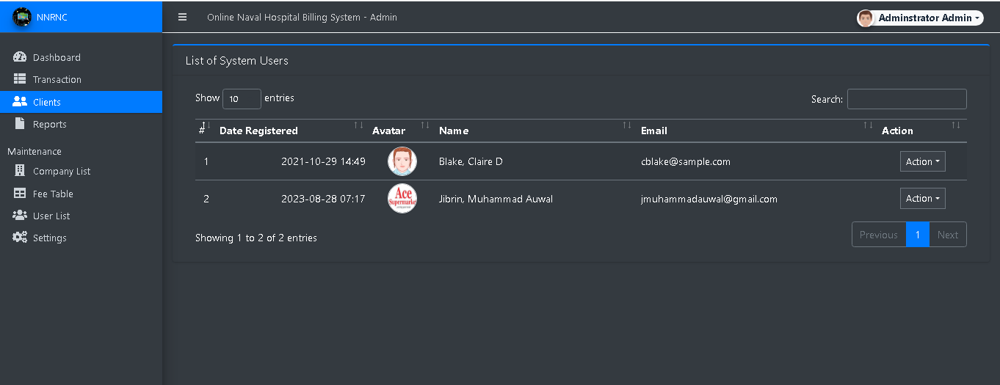 NNRNC
Online Naval Hospital Billing System - Admin
Adminstrator Admin
Dashboard
Transaction
Clients
Reports
Maintenance
Company List
Fee Table
User List
Settings
List of System Users
Show 10 entries
Search:
# Date Registered Avatar Name Email Action
1 2021-10-29 14:49 Blake, Claire D cblake@sample.com Action
2 2023-08-28 07:17 Ace Supermarket Jibrin, Muhammad Auwal jmuhammadauwal@gmail.com Action
Showing 1 to 2 of 2 entries
Previous 1 Next